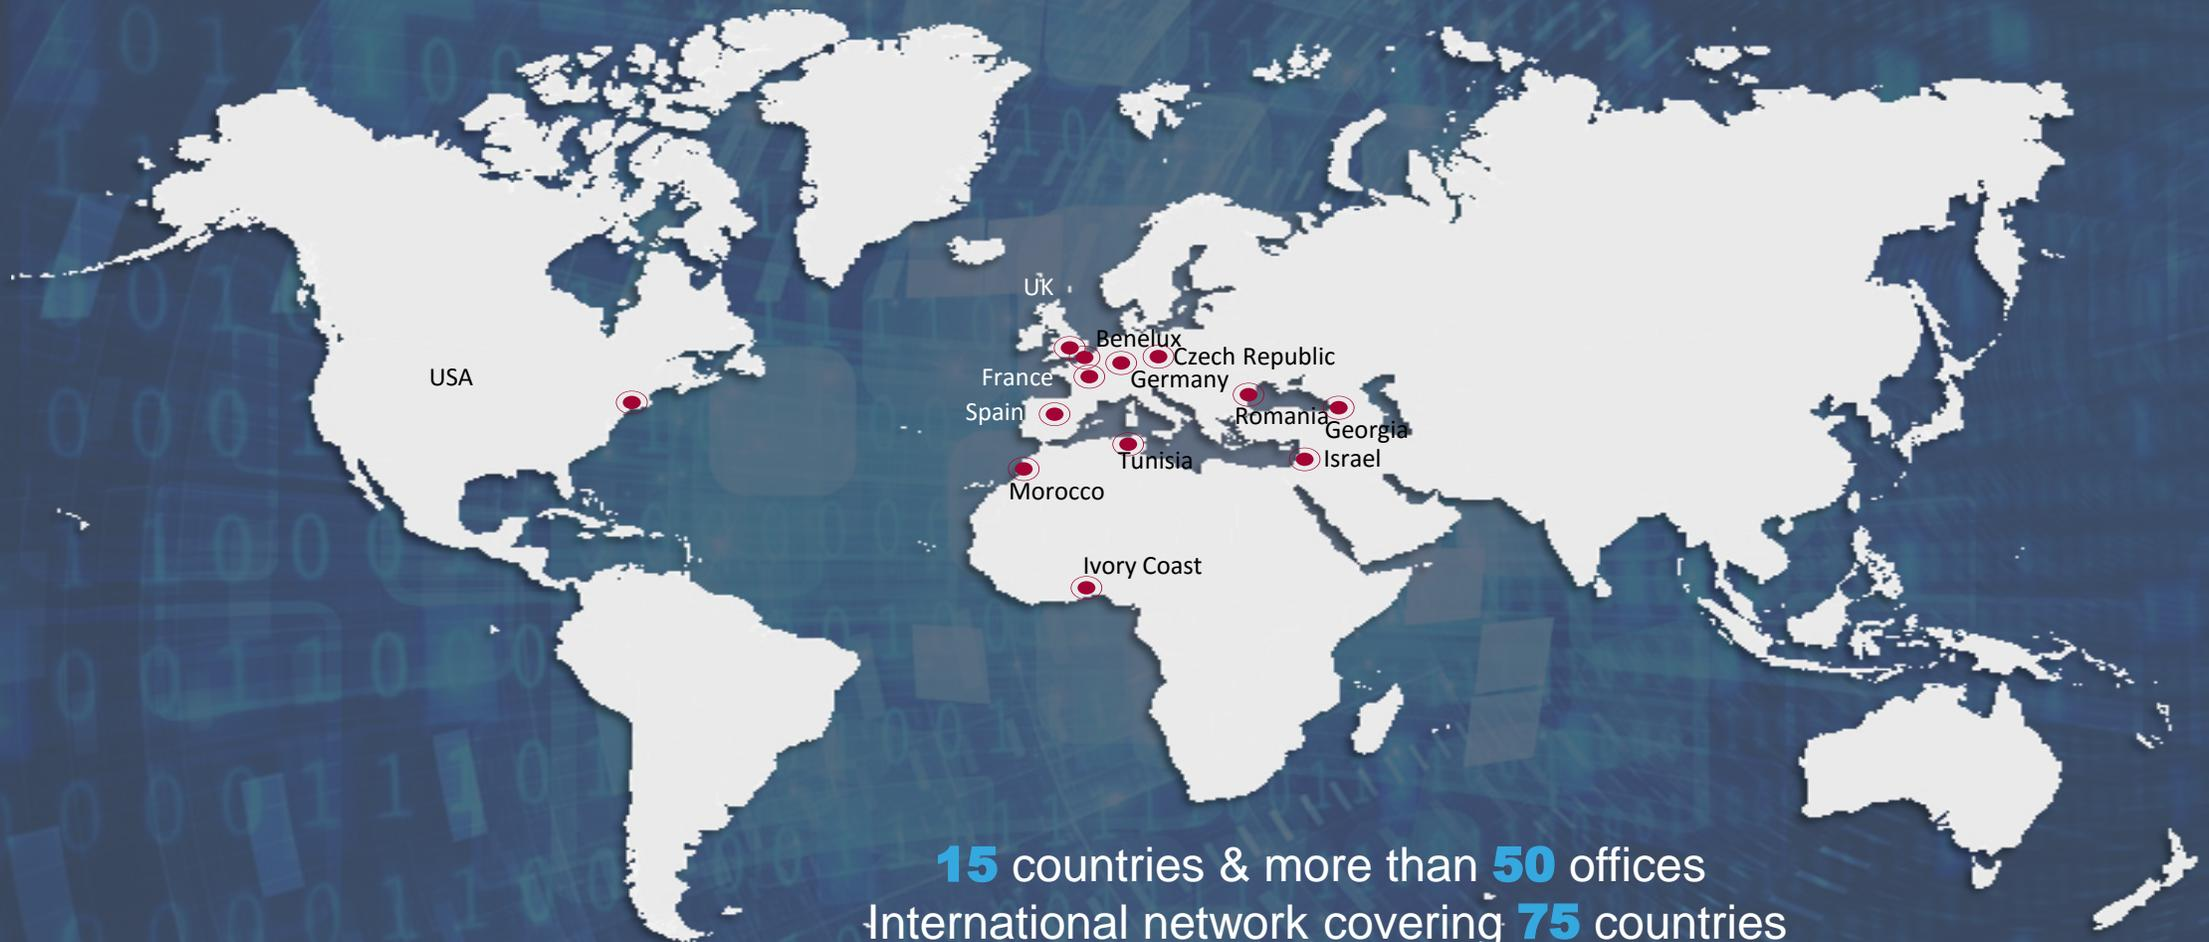 UK
Benelux
Czech Republic
USA
France
Germany
Spain
Romania
Georgia
Tunisia
Israel
Morocco
Ivory Coast
15 countries & more than 50 offices
International network covering 75 countries